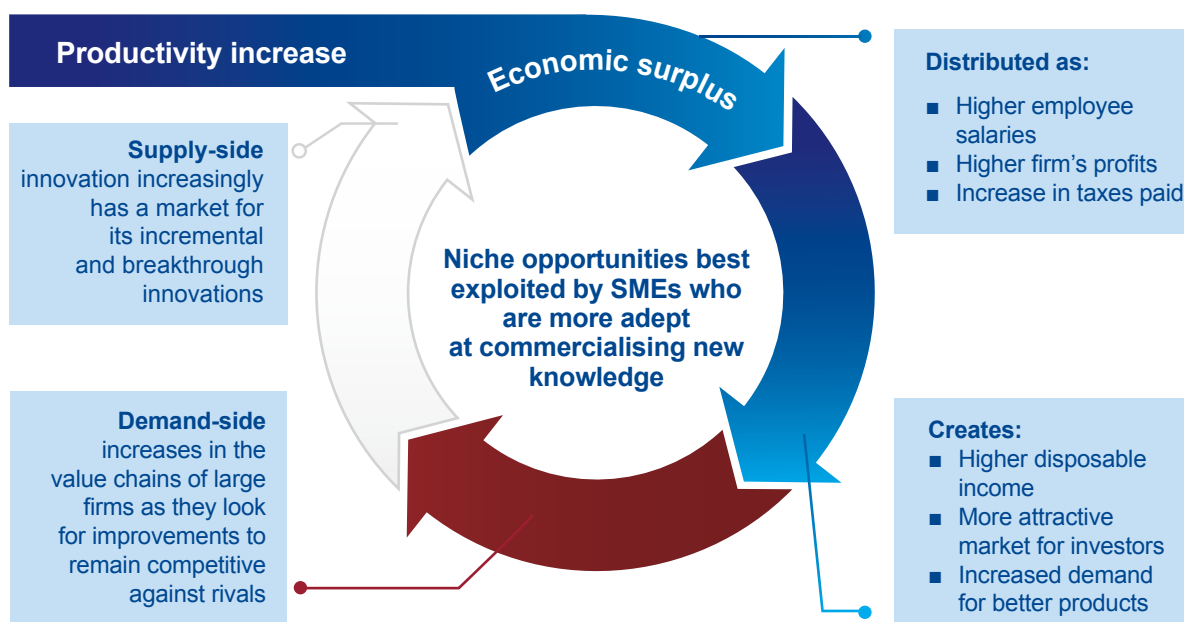 Productivity increase
Economic surplus
Distributed as:
■ Higher employee
salaries
■ Higher firm's profits
■ Increase in taxes paid
Supply-side
innovation increasingly
has a market for
its incremental
and breakthrough
innovations
Niche opportunities best
exploited by SMEs who
are more adept
at commercialising new
knowledge
Demand-side
increases in the
value chains of large
firms as they look
for improvements to
remain competitive
against rivals
Creates:
■ Higher disposable
income
■ More attractive
market for investors
■ Increased demand
for better products